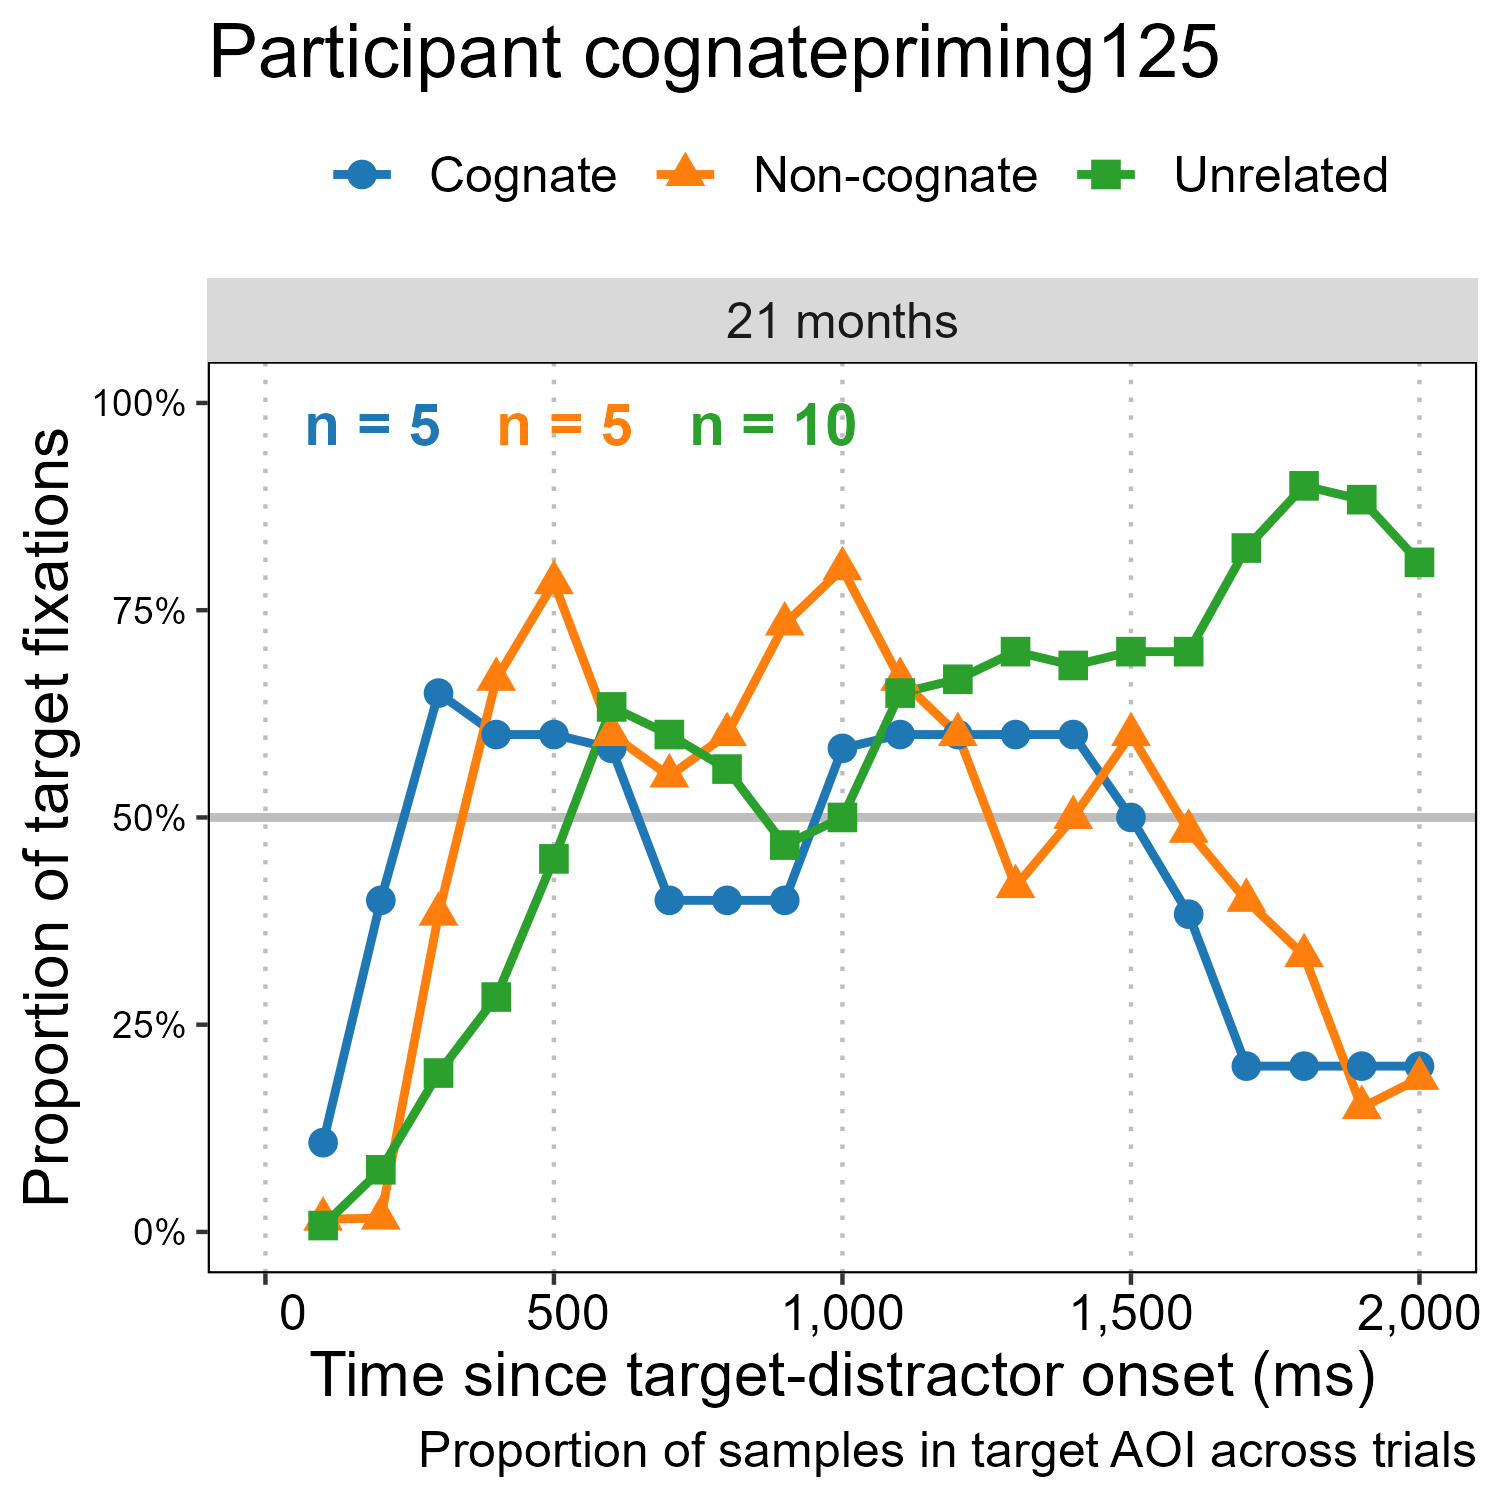 Participant cognatepriming125
Cognate Non-cognate Unrelated
21 months
n = 5 n = 5 n = 10
Proportion of target fixations
100%
75%
50%
25%
0%
0 500 1,000 1,500 2,000
Time since target-distractor onset (ms)
Proportion of samples in target AOI across trials